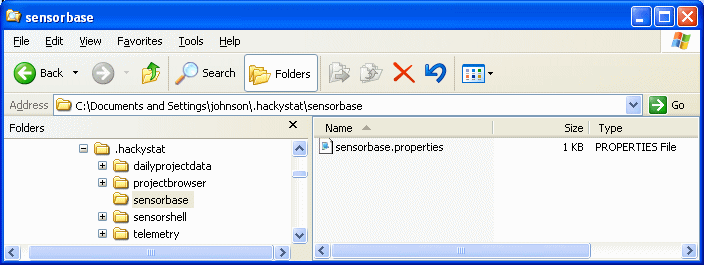 sensorbase
File Edit View Favorites Tools Help
Back Search Folders
Address C:\Documents and Settings\johnson\.hackystat\sensorbase Go
Folders Name Size Type
.hackystat sensorbase.properties 1 KB PROPERTIES File
dailyprojectdata
projectbrowser
sensorbase
sensorshell
telemetry